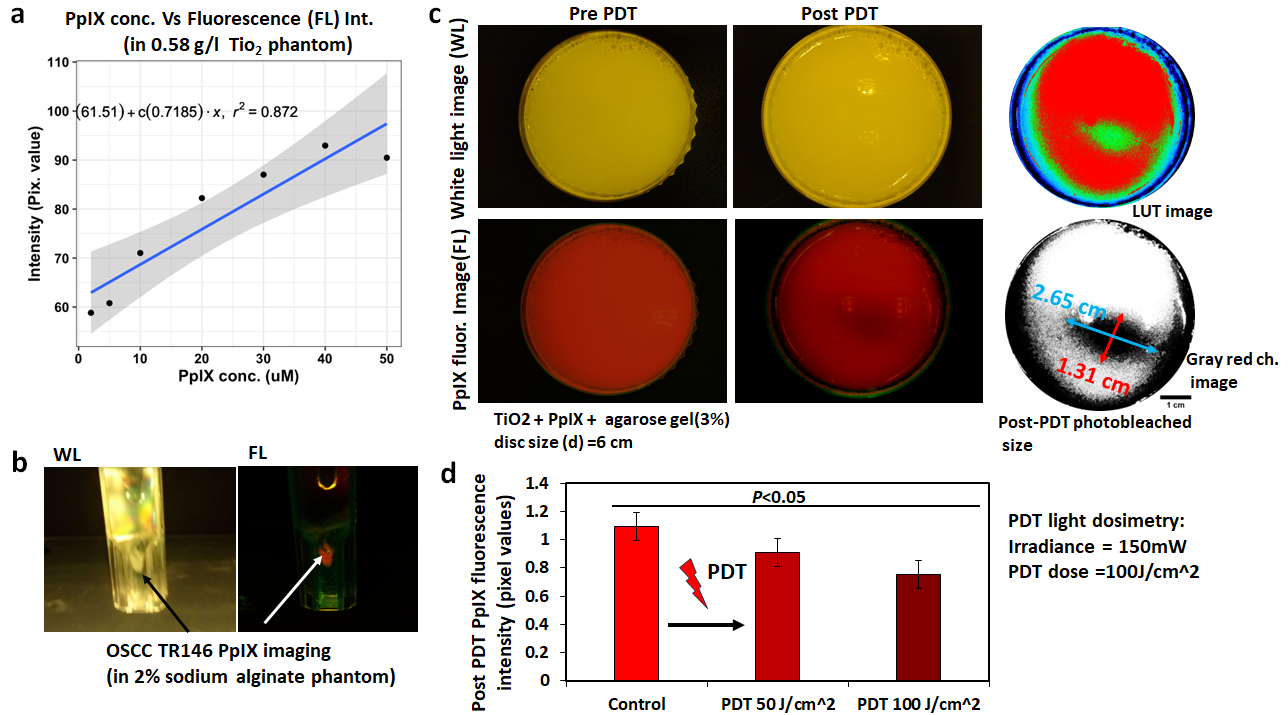 a
PpIX conc. Vs Fluorescence (FL) Int.
(in 0.58 g/l Tio2 phantom)
110
100
90
80
70
60
(61.51) + c(0.7185) · x, r² = 0.872
Intensity (Pix. value)
0
10
20
30
40
50
PpIX conc. (uM)
b
WL
FL
OSCC TR146 PpIX imaging
(in 2% sodium alginate phantom)
c
Pre PDT
Post PDT
White light image (WL)
PpIX fluor. Image(FL)
LUT image
2.65 cm
1.31 cm
Gray red ch.
image
1 cm
Post-PDT photobleached
size
TiO2 + PpIX + agarose gel(3%)
disc size (d) =6 cm
d
Post PDT PpIX fluorescence
intensity (pixel values)
1.4
1.2
1
0.8
0.6
0.4
0.2
0
P<0.05
PDT
Control
PDT 50 J/cm^2
PDT 100 J/cm^2
PDT light dosimetry:
Irradiance = 150mW
PDT dose =100J/cm^2